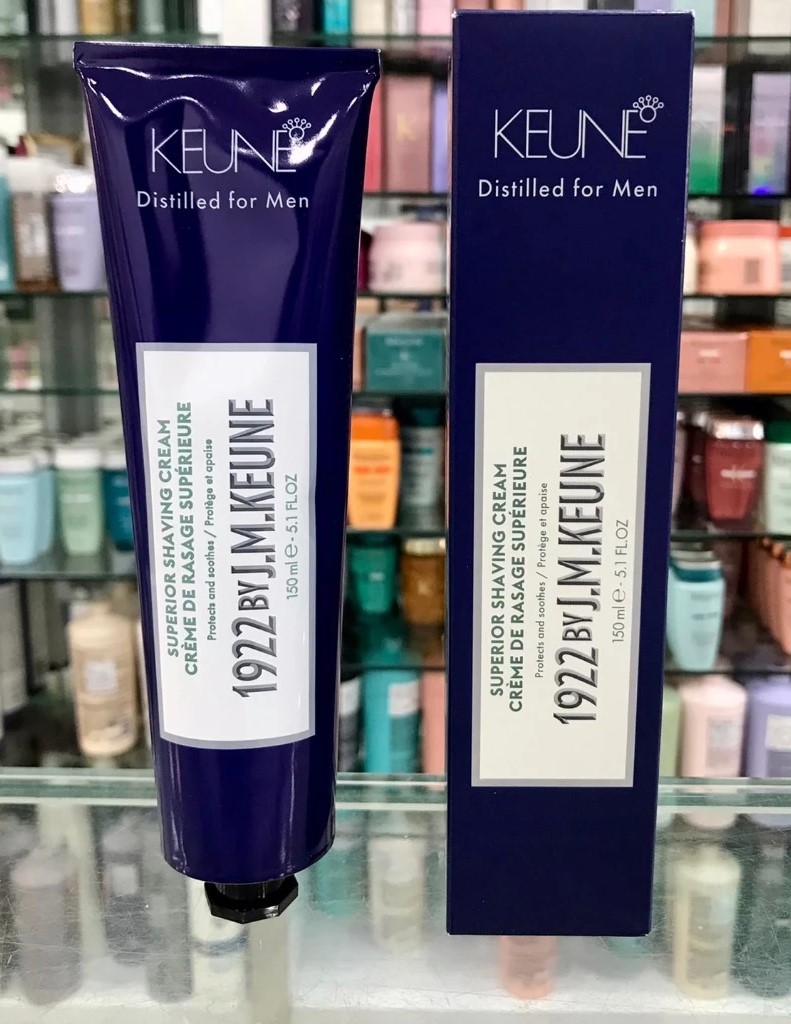 KEUNE
Distilled for Men
SUPERIOR SHAVING CREAM
CRÈME DE RASAGE SUPÉRIEURE
Protects and soothes / Protège et apaise
1922 BY J.M.KEUNE
150 ml e - 5.1 FL.OZ
KEUNE
Distilled for Men
SUPERIOR SHAVING CREAM
CRÈME DE RASAGE SUPÉRIEURE
Protects and soothes / Protège et apaise
1922 BY J.M.KEUNE
150 ml e - 5.1 FL.OZ